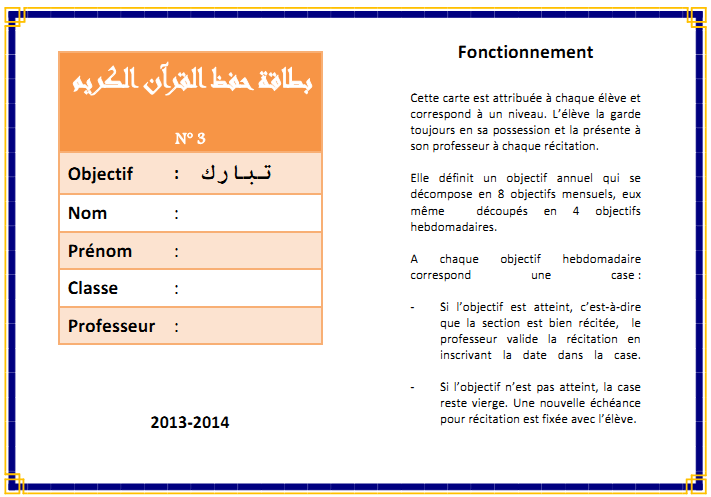 بطاقة حفظ القرآن الكريم
N° 3
Objectif : تبارك
Nom :
Prénom :
Classe :
Professeur :
2013-2014
Fonctionnement
Cette carte est attribuée à chaque élève et
correspond à un niveau. L’élève la garde
toujours en sa possession et la présente à
son professeur à chaque récitation.
Elle définit un objectif annuel qui se
décompose en 8 objectifs mensuels, eux
même découpés en 4 objectifs
hebdomadaires.
A chaque objectif hebdomadaire
correspond une case :
- Si l’objectif est atteint, c’est-à-dire
que la section est bien récitée, le
professeur valide la récitation en
inscrivant la date dans la case.
- Si l’objectif n’est pas atteint, la case
reste vierge. Une nouvelle échéance
pour récitation est fixée avec l’élève.